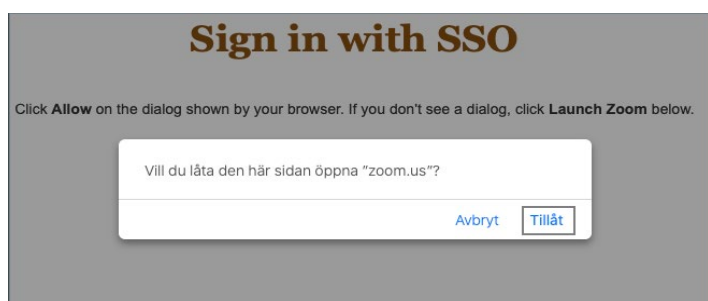 Sign in with SSO
Click Allow on the dialog shown by your browser. If you don't see a dialog, click Launch Zoom below.
Vill du låta den här sidan öppna "zoom.us"?
Avbryt Tillåt